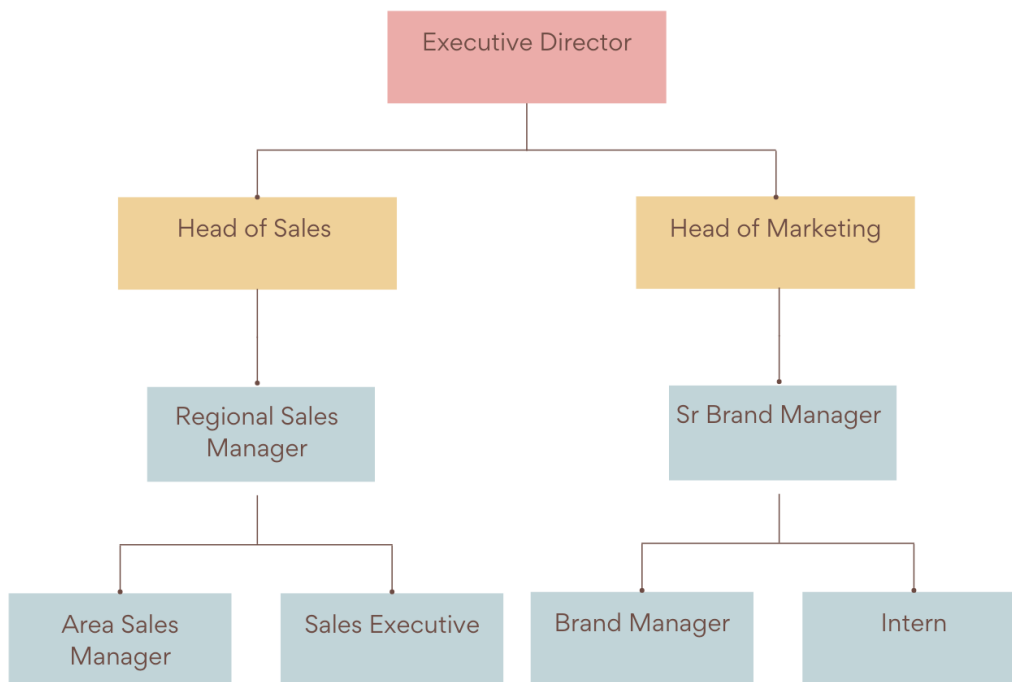 Executive Director
Head of Sales
Head of Marketing
Regional Sales
Manager
Sr Brand Manager
Area Sales
Manager
Sales Executive
Brand Manager
Intern